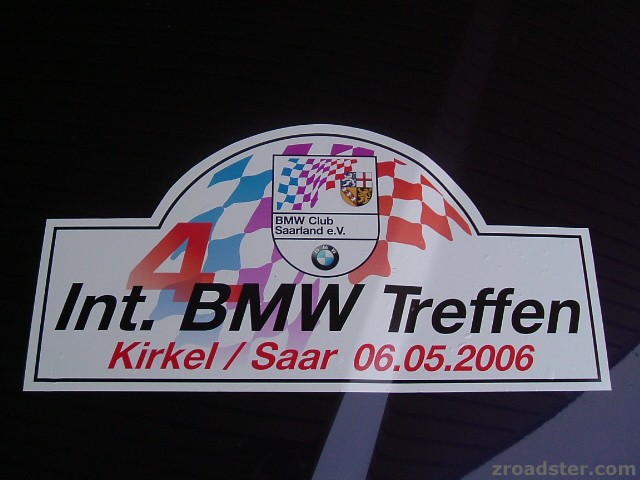 BMW Club
Saarland e.V.
BMW
4.
Int. BMW Treffen
Kirkel / Saar 06.05.2006
zroadster.com